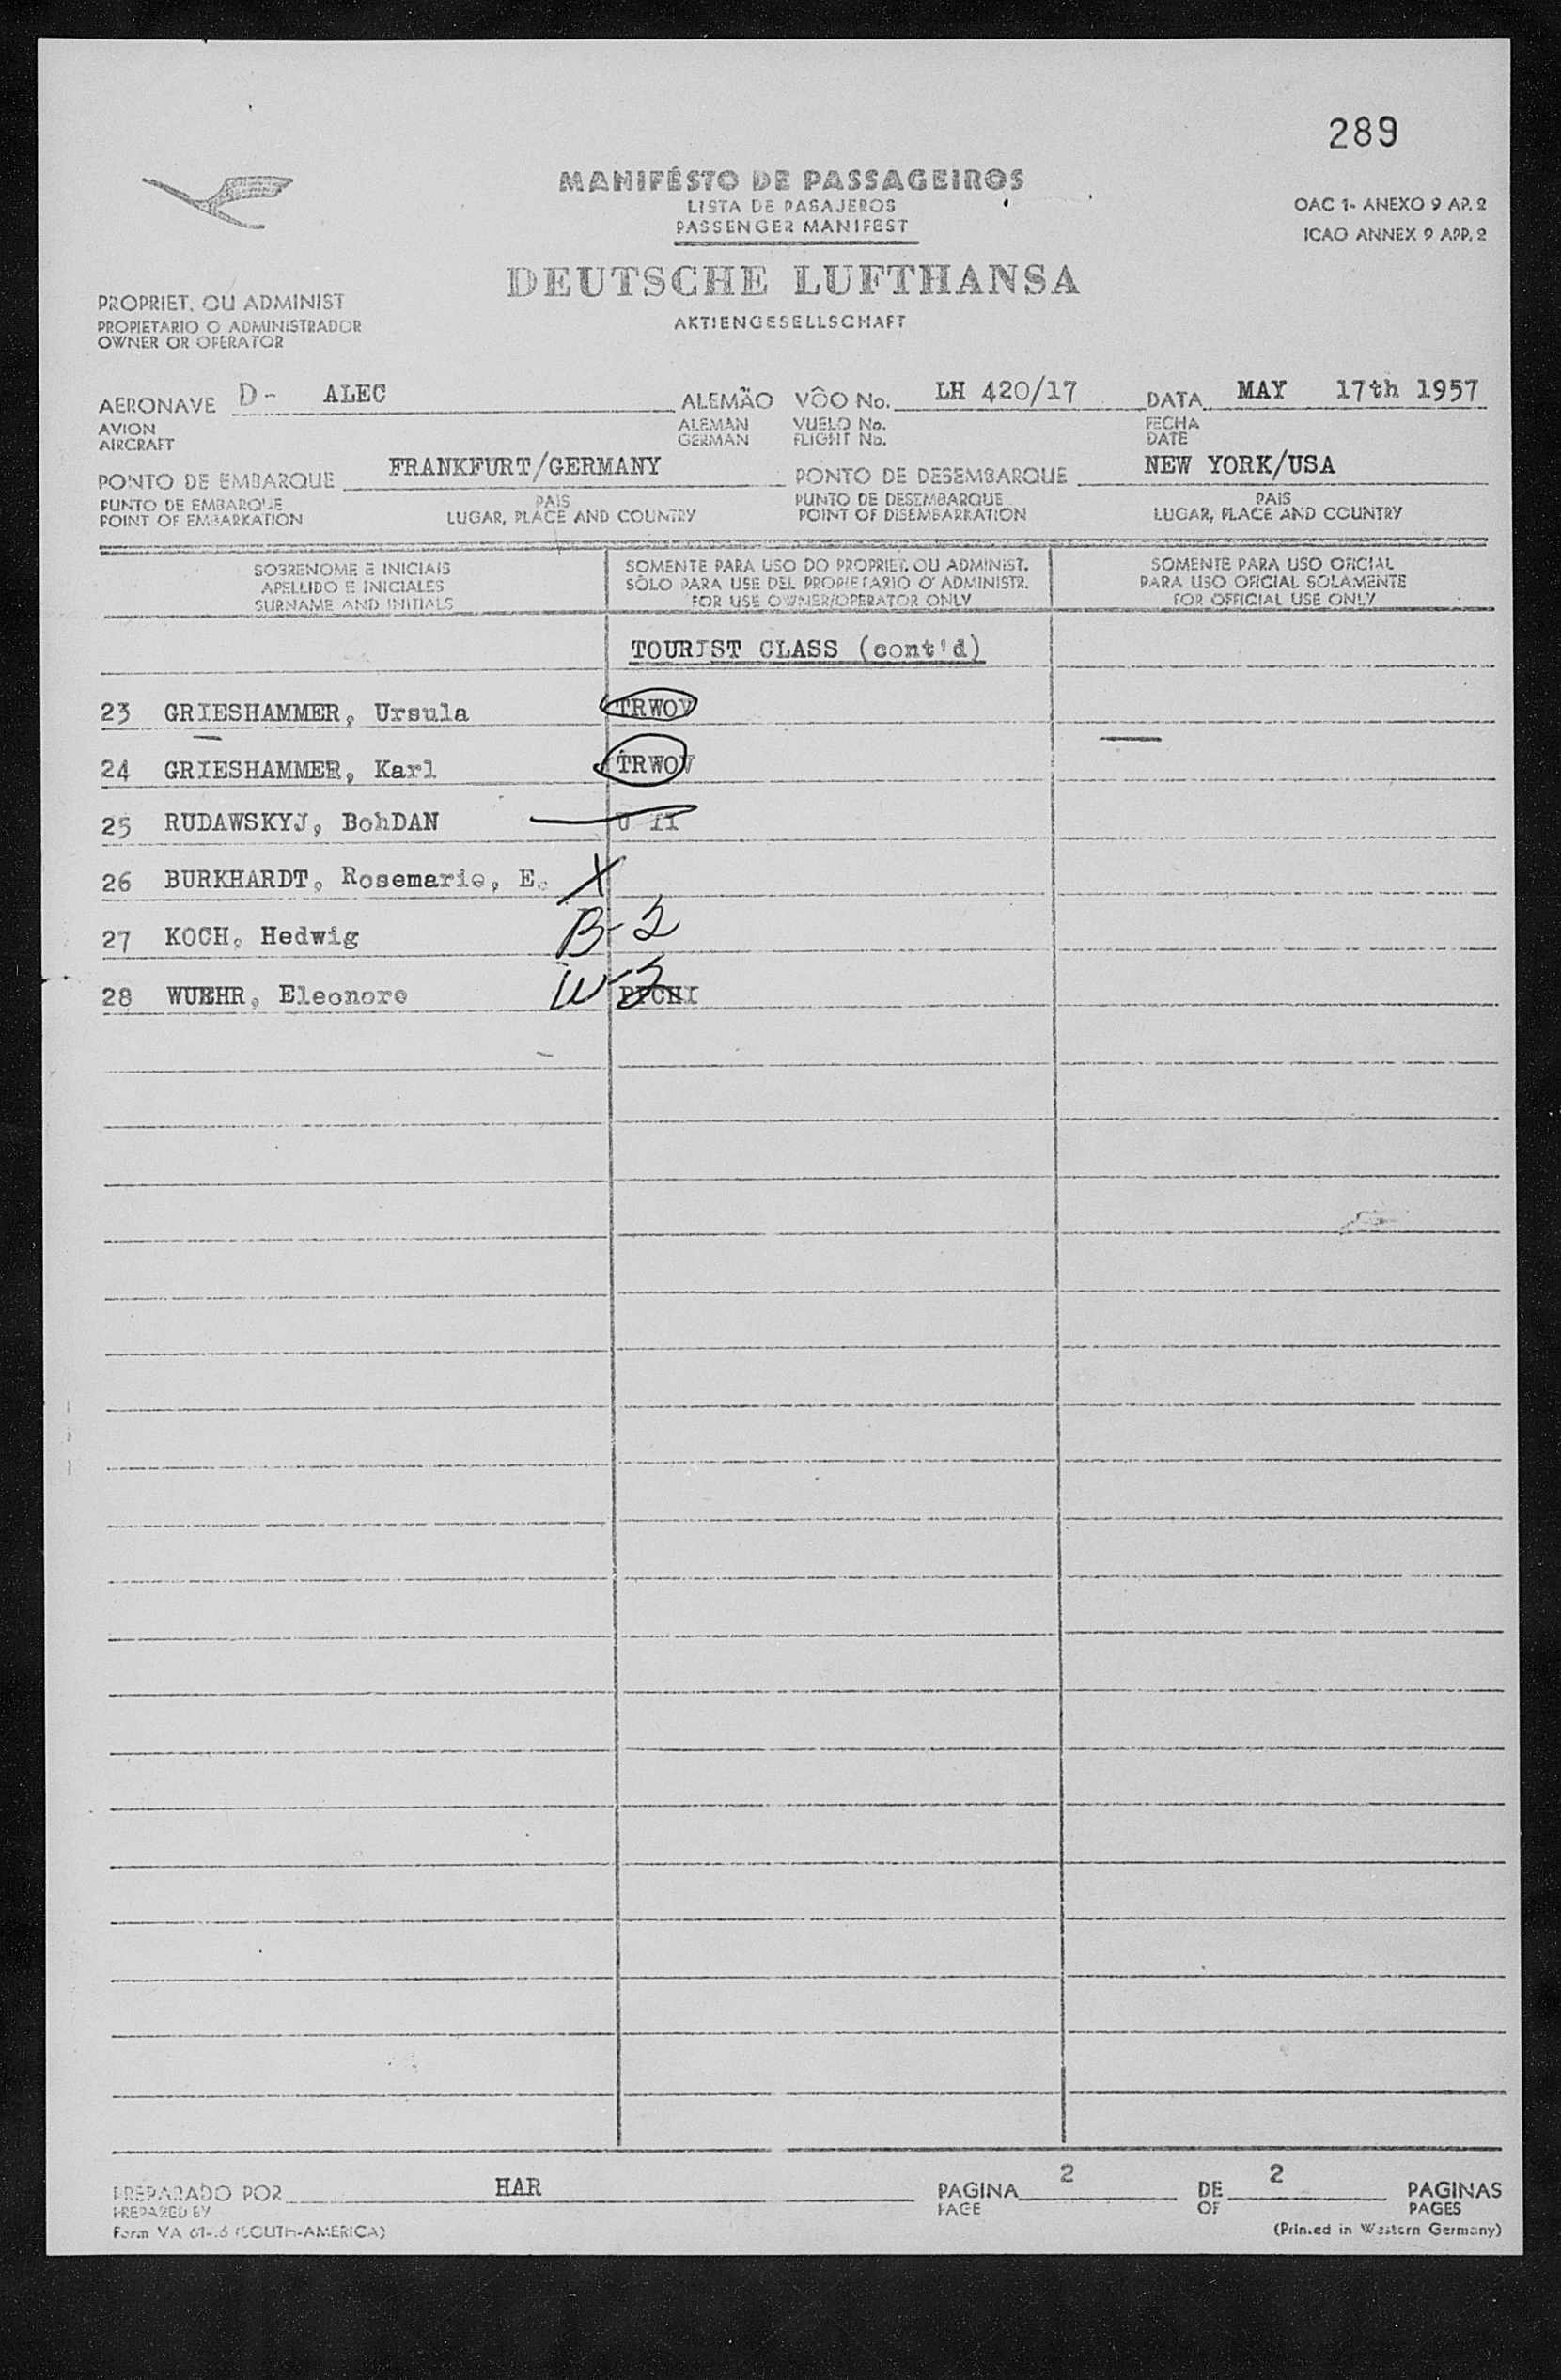 289
MANIFÉSTO DE PASSAGEIROS
LISTA DE PASAJEROS
PASSENGER MANIFEST
OAC 1- ANEXO 9 AP. 2
ICAO ANNEX 9 APP. 2
DEUTSCHE LUFTHANSA
AKTIENGESELLSCHAFT
PROPRIET. OU ADMINIST
PROPIETARIO O ADMINISTRADOR
OWNER OR OPERATOR
AERONAVE D- ALEC ALEMÃO VÔO No. LH 420/17 DATA MAY 17th 1957
AVION ALEMAN VUELO No. FECHA
AIRCRAFT GERMAN FLIGHT No. DATE
PONTO DE EMBARQUE FRANKFURT/GERMANY PONTO DE DESEMBARQUE NEW YORK/USA
PUNTO DE EMBARQUE PAIS PUNTO DE DESEMBARQUE PAIS
POINT OF EMBARKATION LUGAR, PLACE AND COUNTRY POINT OF DISEMBARKATION LUGAR, PLACE AND COUNTRY
SOBRENOME E INICIAIS SOMENTE PARA USO DO PROPRIET. OU ADMINIST. SOMENTE PARA USO OFICIAL
APELLIDO E INICIALES SÓLO PARA USE DEL PROPIETARIO O' ADMINISTR. PARA USO OFICIAL SOLAMENTE
SURNAME AND INITIALS FOR USE OWNER/OPERATOR ONLY FOR OFFICIAL USE ONLY
TOURIST CLASS (cont'd)
23 GRIESHAMMER, Ursula TRWOV
24 GRIESHAMMER, Karl TRWOV
25 RUDAWSKYJ, BohDAN
26 BURKHARDT, Rosemarie, E. X
27 KOCH, Hedwig B-2
28 WUEHR, Eleonore
PREPARADO POR HAR PAGINA 2 DE 2 PAGINAS
PREPARED BY PAGE OF PAGES
Form VA (SOUTH-AMERICA) (Printed in Western Germany)